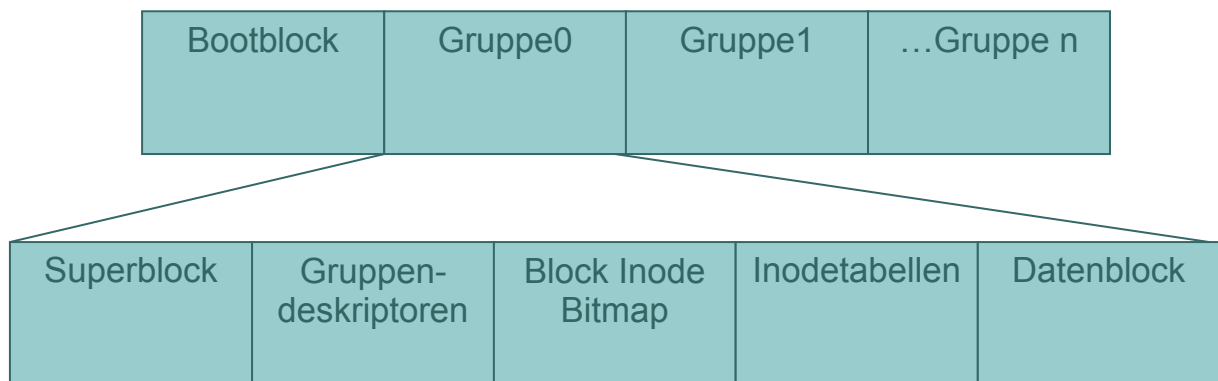 Bootblock
Gruppe0
Gruppe1
…Gruppe n
Superblock
Gruppen-
deskriptoren
Block Inode
Bitmap
Inodetabellen
Datenblock